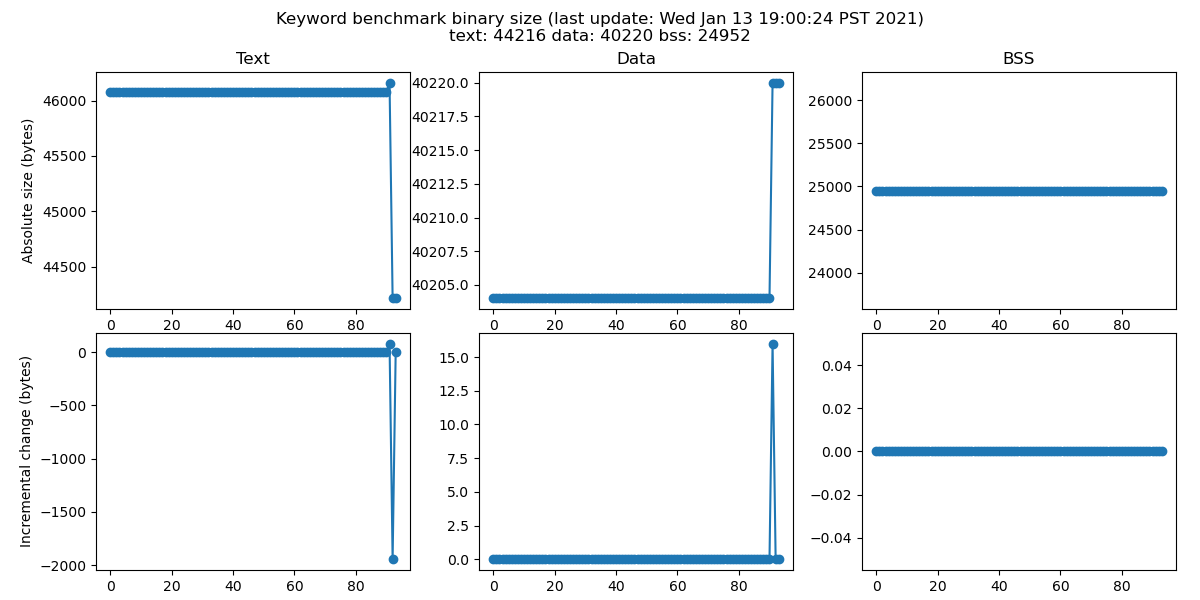 Keyword benchmark binary size (last update: Wed Jan 13 19:00:24 PST 2021)
text: 44216 data: 40220 bss: 24952
Text
Absolute size (bytes)
46000
45500
45000
44500
0 20 40 60 80
Data
40220.0
40217.5
40215.0
40212.5
40210.0
40207.5
40205.0
0 20 40 60 80
BSS
26000
25500
25000
24500
24000
0 20 40 60 80
Incremental change (bytes)
0
−500
−1000
−1500
−2000
0 20 40 60 80
15.0
12.5
10.0
7.5
5.0
2.5
0.0
0 20 40 60 80
0.04
0.02
0.00
−0.02
−0.04
0 20 40 60 80